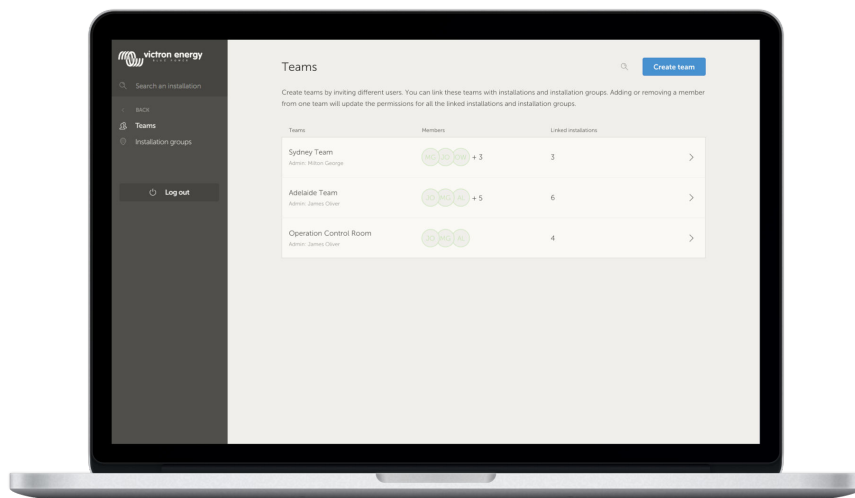 victron energy
BLUE POWER
Search an installation
BACK
Teams
Installation groups
Log out
Teams
Create team
Create teams by inviting different users. You can link these teams with installations and installation groups. Adding or removing a member
from one team will update the permissions for all the linked installations and installation groups.
Teams Members Linked installations
Sydney Team
Admin: Milton George
+ 3
3
Adelaide Team
Admin: James Oliver
+ 5
6
Operation Control Room
Admin: James Oliver
4